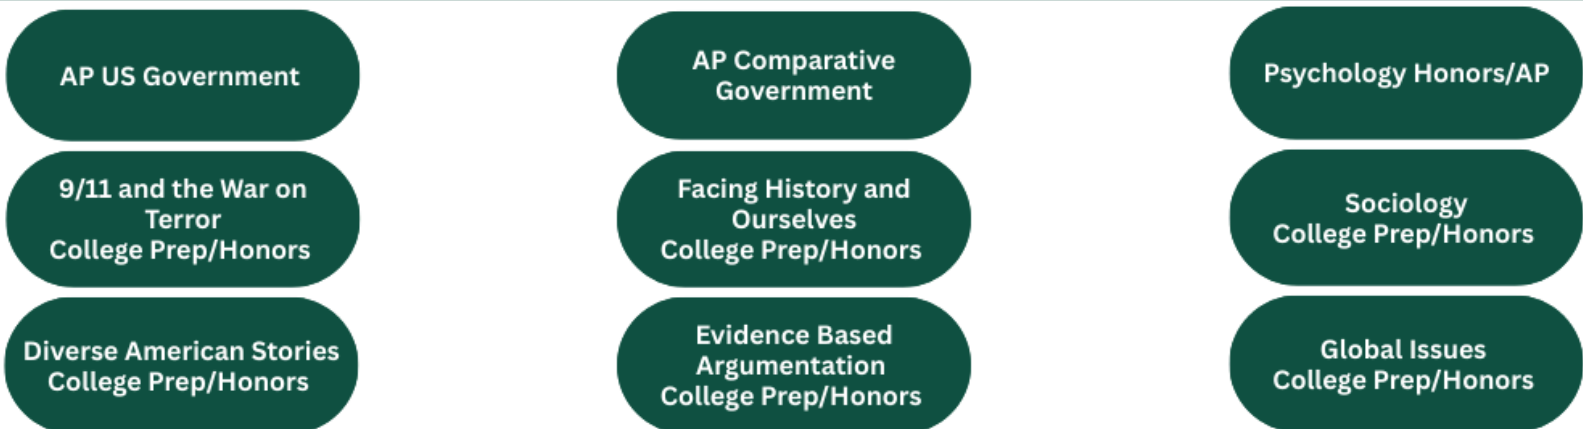 AP US Government
AP Comparative
Government
Psychology Honors/AP
9/11 and the War on
Terror
College Prep/Honors
Facing History and
Ourselves
College Prep/Honors
Sociology
College Prep/Honors
Diverse American Stories
College Prep/Honors
Evidence Based
Argumentation
College Prep/Honors
Global Issues
College Prep/Honors